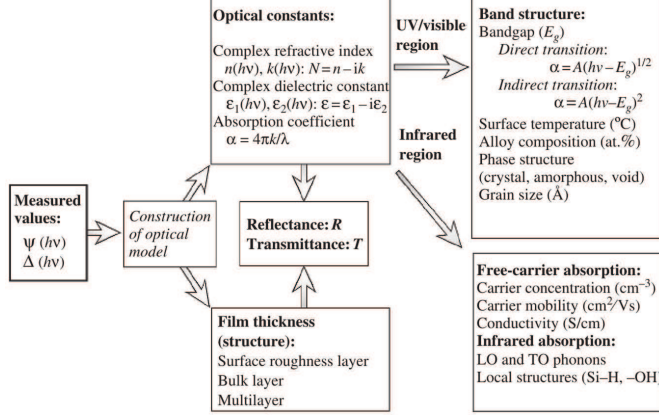 Measured
values:
ψ (hν)
Δ (hν)
Construction
of optical
model
Optical constants:
Complex refractive index
n(hν), k(hν): N=n−ik
Complex dielectric constant
ε₁(hν), ε₂(hν): ε=ε₁−iε₂
Absorption coefficient
α = 4πk/λ
Reflectance: R
Transmittance: T
Film thickness
(structure):
Surface roughness layer
Bulk layer
Multilayer
UV/visible
region
Infrared
region
Band structure:
Bandgap (E_g)
Direct transition:
α=A(hν−E_g)^1/2
Indirect transition:
α=A(hν−E_g)^2
Surface temperature (°C)
Alloy composition (at.%)
Phase structure
(crystal, amorphous, void)
Grain size (Å)
Free-carrier absorption:
Carrier concentration (cm⁻³)
Carrier mobility (cm²/Vs)
Conductivity (S/cm)
Infrared absorption:
LO and TO phonons
Local structures (Si–H, –OH)